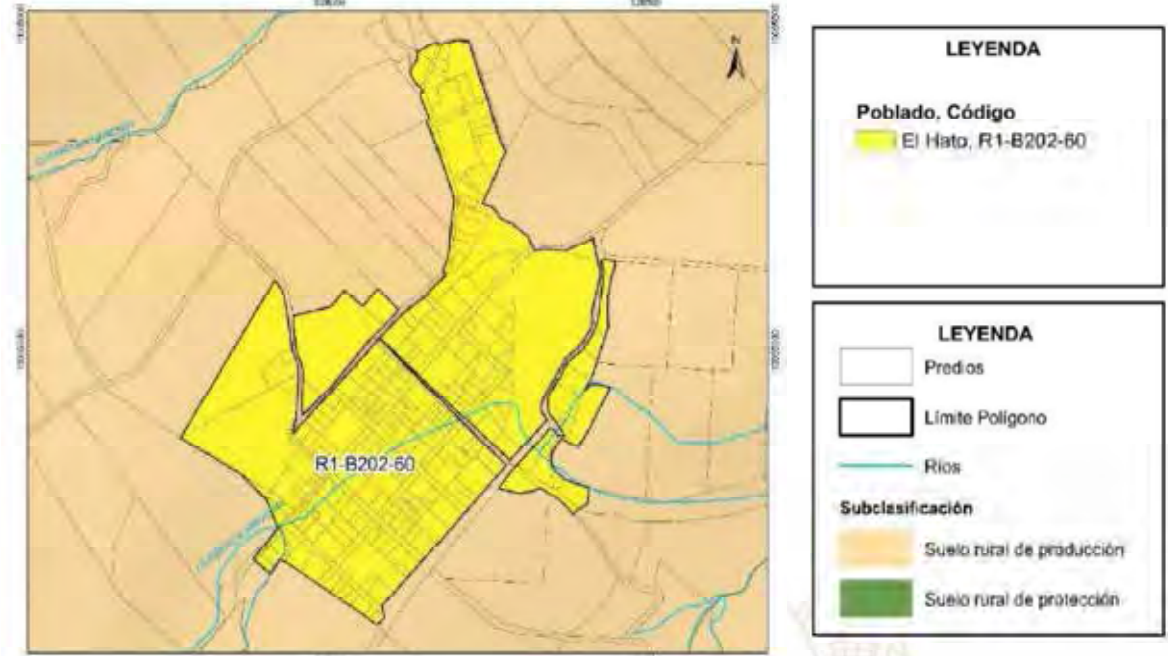 N
R1-B202-60
LEYENDA
Poblado, Código
El Hato, R1-B202-60
LEYENDA
Predios
Límite Polígono
Ríos
Subclasificación
Suelo rural de producción
Suelo rural de protección